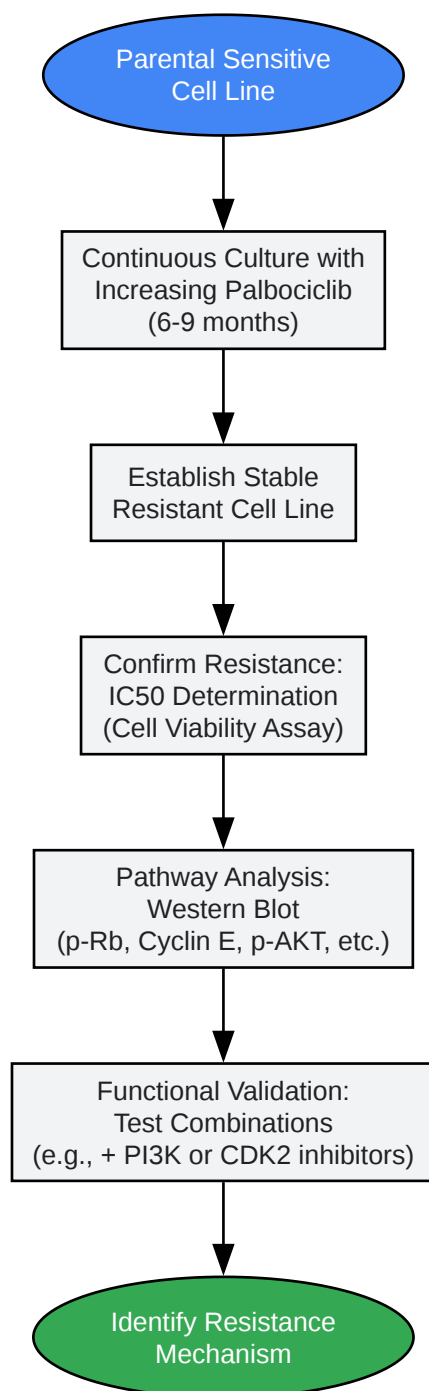 Parental Sensitive
Cell Line
Continuous Culture with
Increasing Palbociclib
(6-9 months)
Establish Stable
Resistant Cell Line
Confirm Resistance:
IC50 Determination
(Cell Viability Assay)
Pathway Analysis:
Western Blot
(p-Rb, Cyclin E, p-AKT, etc.)
Functional Validation:
Test Combinations
(e.g., + PI3K or CDK2 inhibitors)
Identify Resistance
Mechanism